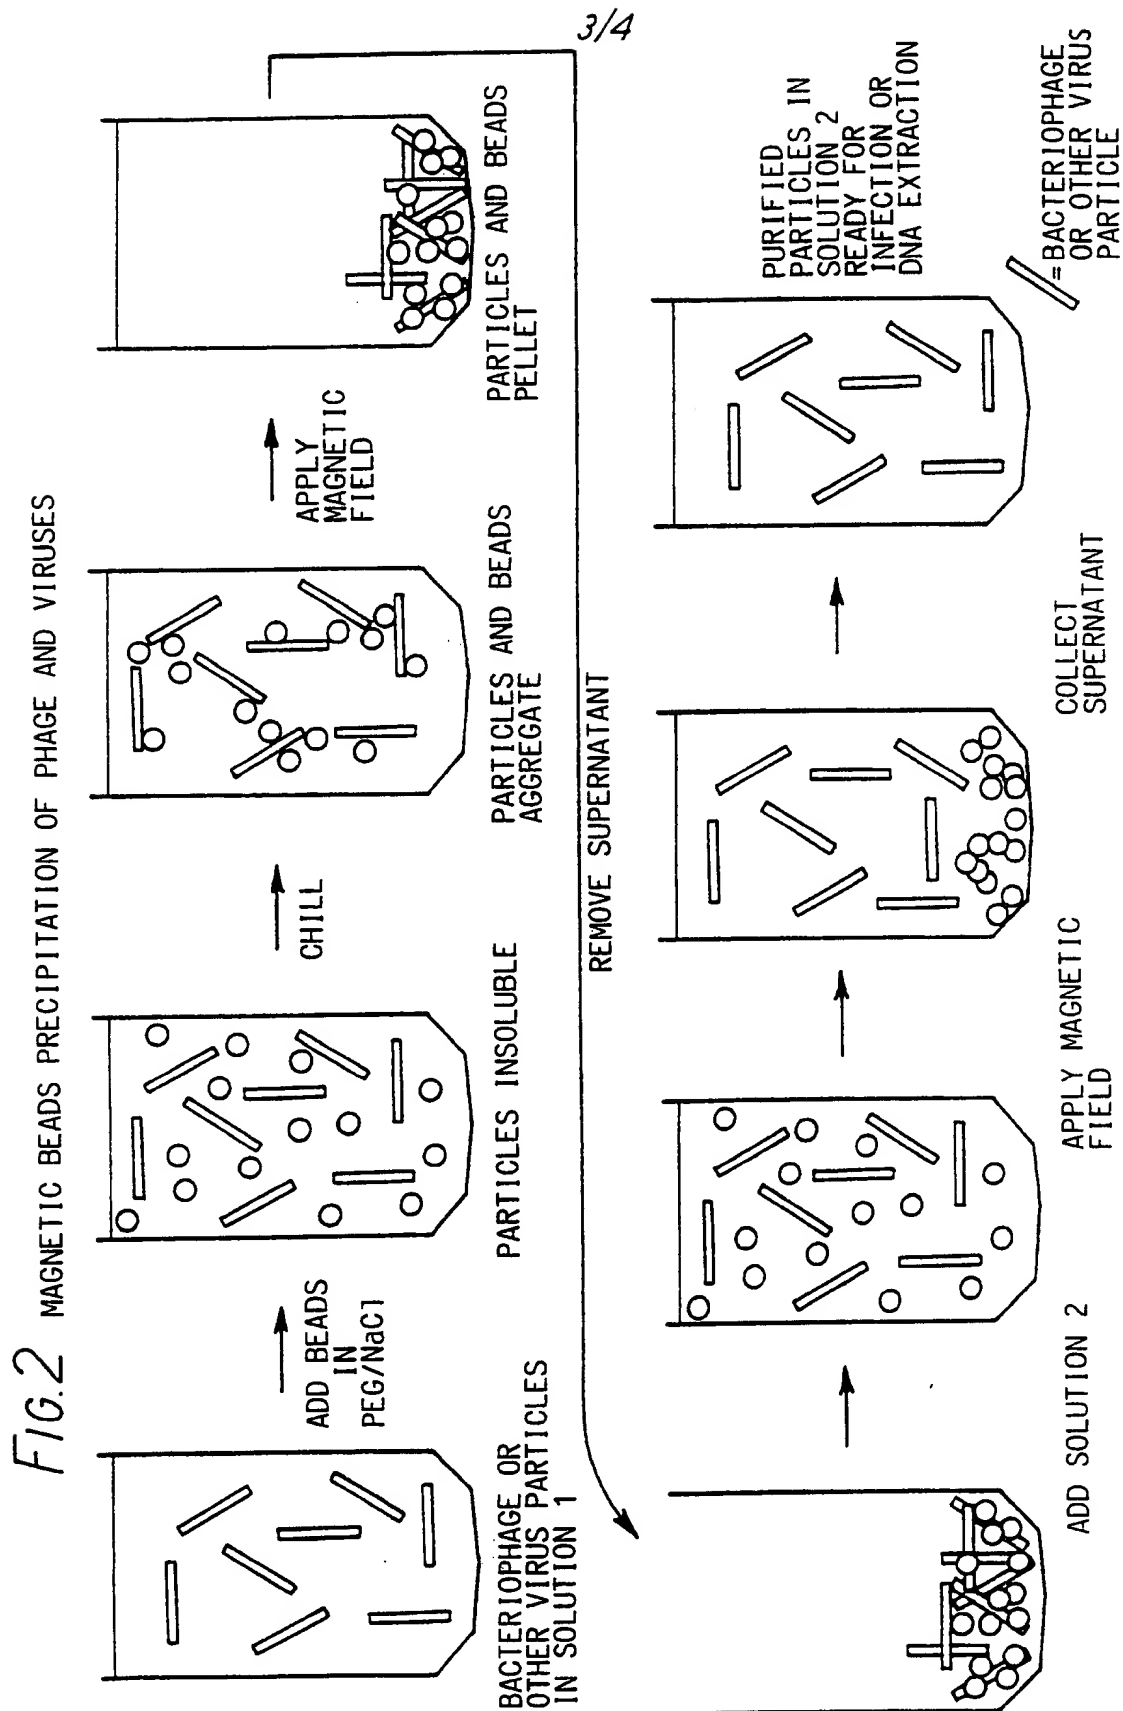 3/4
FIG.2 MAGNETIC BEADS PRECIPITATION OF PHAGE AND VIRUSES
BACTERIOPHAGE OR
OTHER VIRUS PARTICLES
IN SOLUTION 1
ADD BEADS
IN
PEG/NaCl
PARTICLES INSOLUBLE
CHILL
PARTICLES AND BEADS
AGGREGATE
APPLY
MAGNETIC
FIELD
PARTICLES AND BEADS
PELLET
REMOVE SUPERNATANT
ADD SOLUTION 2
APPLY MAGNETIC
FIELD
COLLECT
SUPERNATANT
PURIFIED
PARTICLES IN
SOLUTION 2
READY FOR
INFECTION OR
DNA EXTRACTION
=BACTERIOPHAGE
OR OTHER VIRUS
PARTICLE